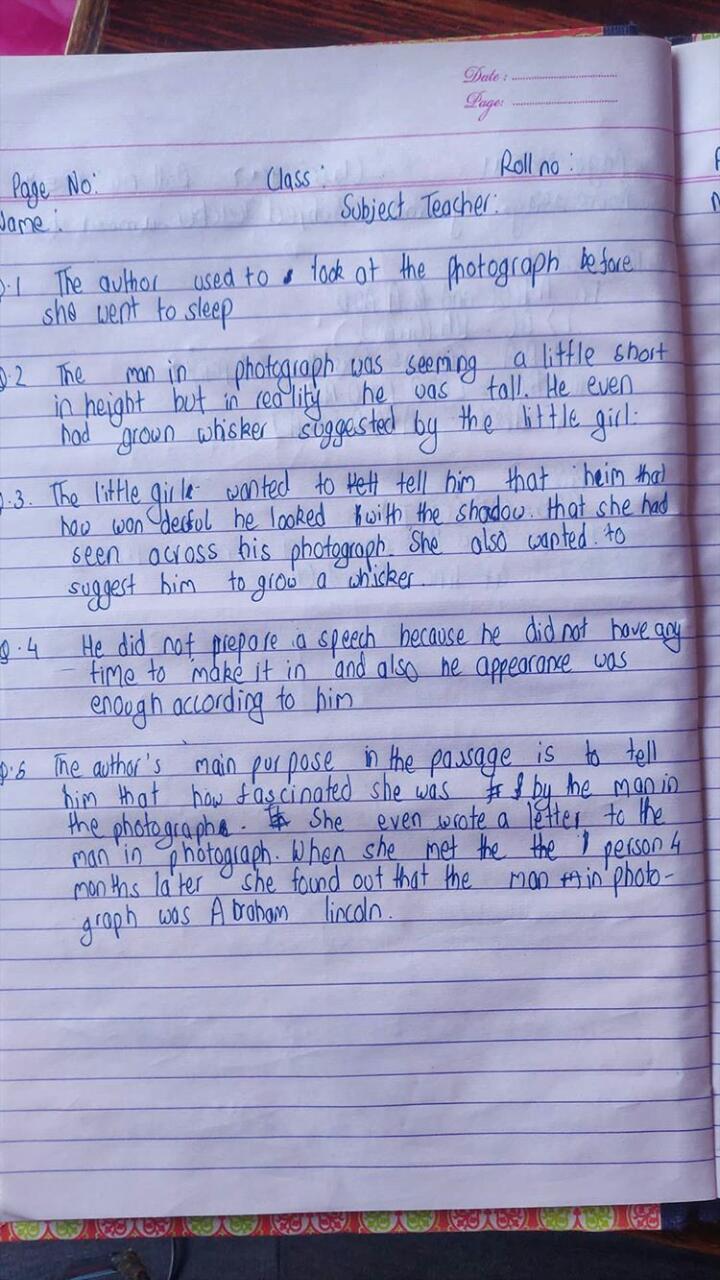 Date:
Page:
Page No: Class: Roll no:
Name: Subject Teacher:
Q.1 The author used to look at the photograph before
she went to sleep
Q.2 The man in photograph was seeming a little short
in height but in reality he was tall. He even
had grown whisker suggested by the little girl.
Q.3. The little girl wanted to tell him that heim that
how wonderful he looked with the shadow. that she had
seen across his photograph. She also wanted. to
suggest him to grow a whisker.
Q.4 He did not prepare a speech because he did not have any
time to make it in and also he appearance was
enough according to him
Q.5 The author's main purpose in the passage is to tell
him that how fascinated she was by the man in
the photograph. She even wrote a letter to the
man in photograph. When she met the the person 4
months later she found out that the man in photo-
graph was Abraham lincoln.